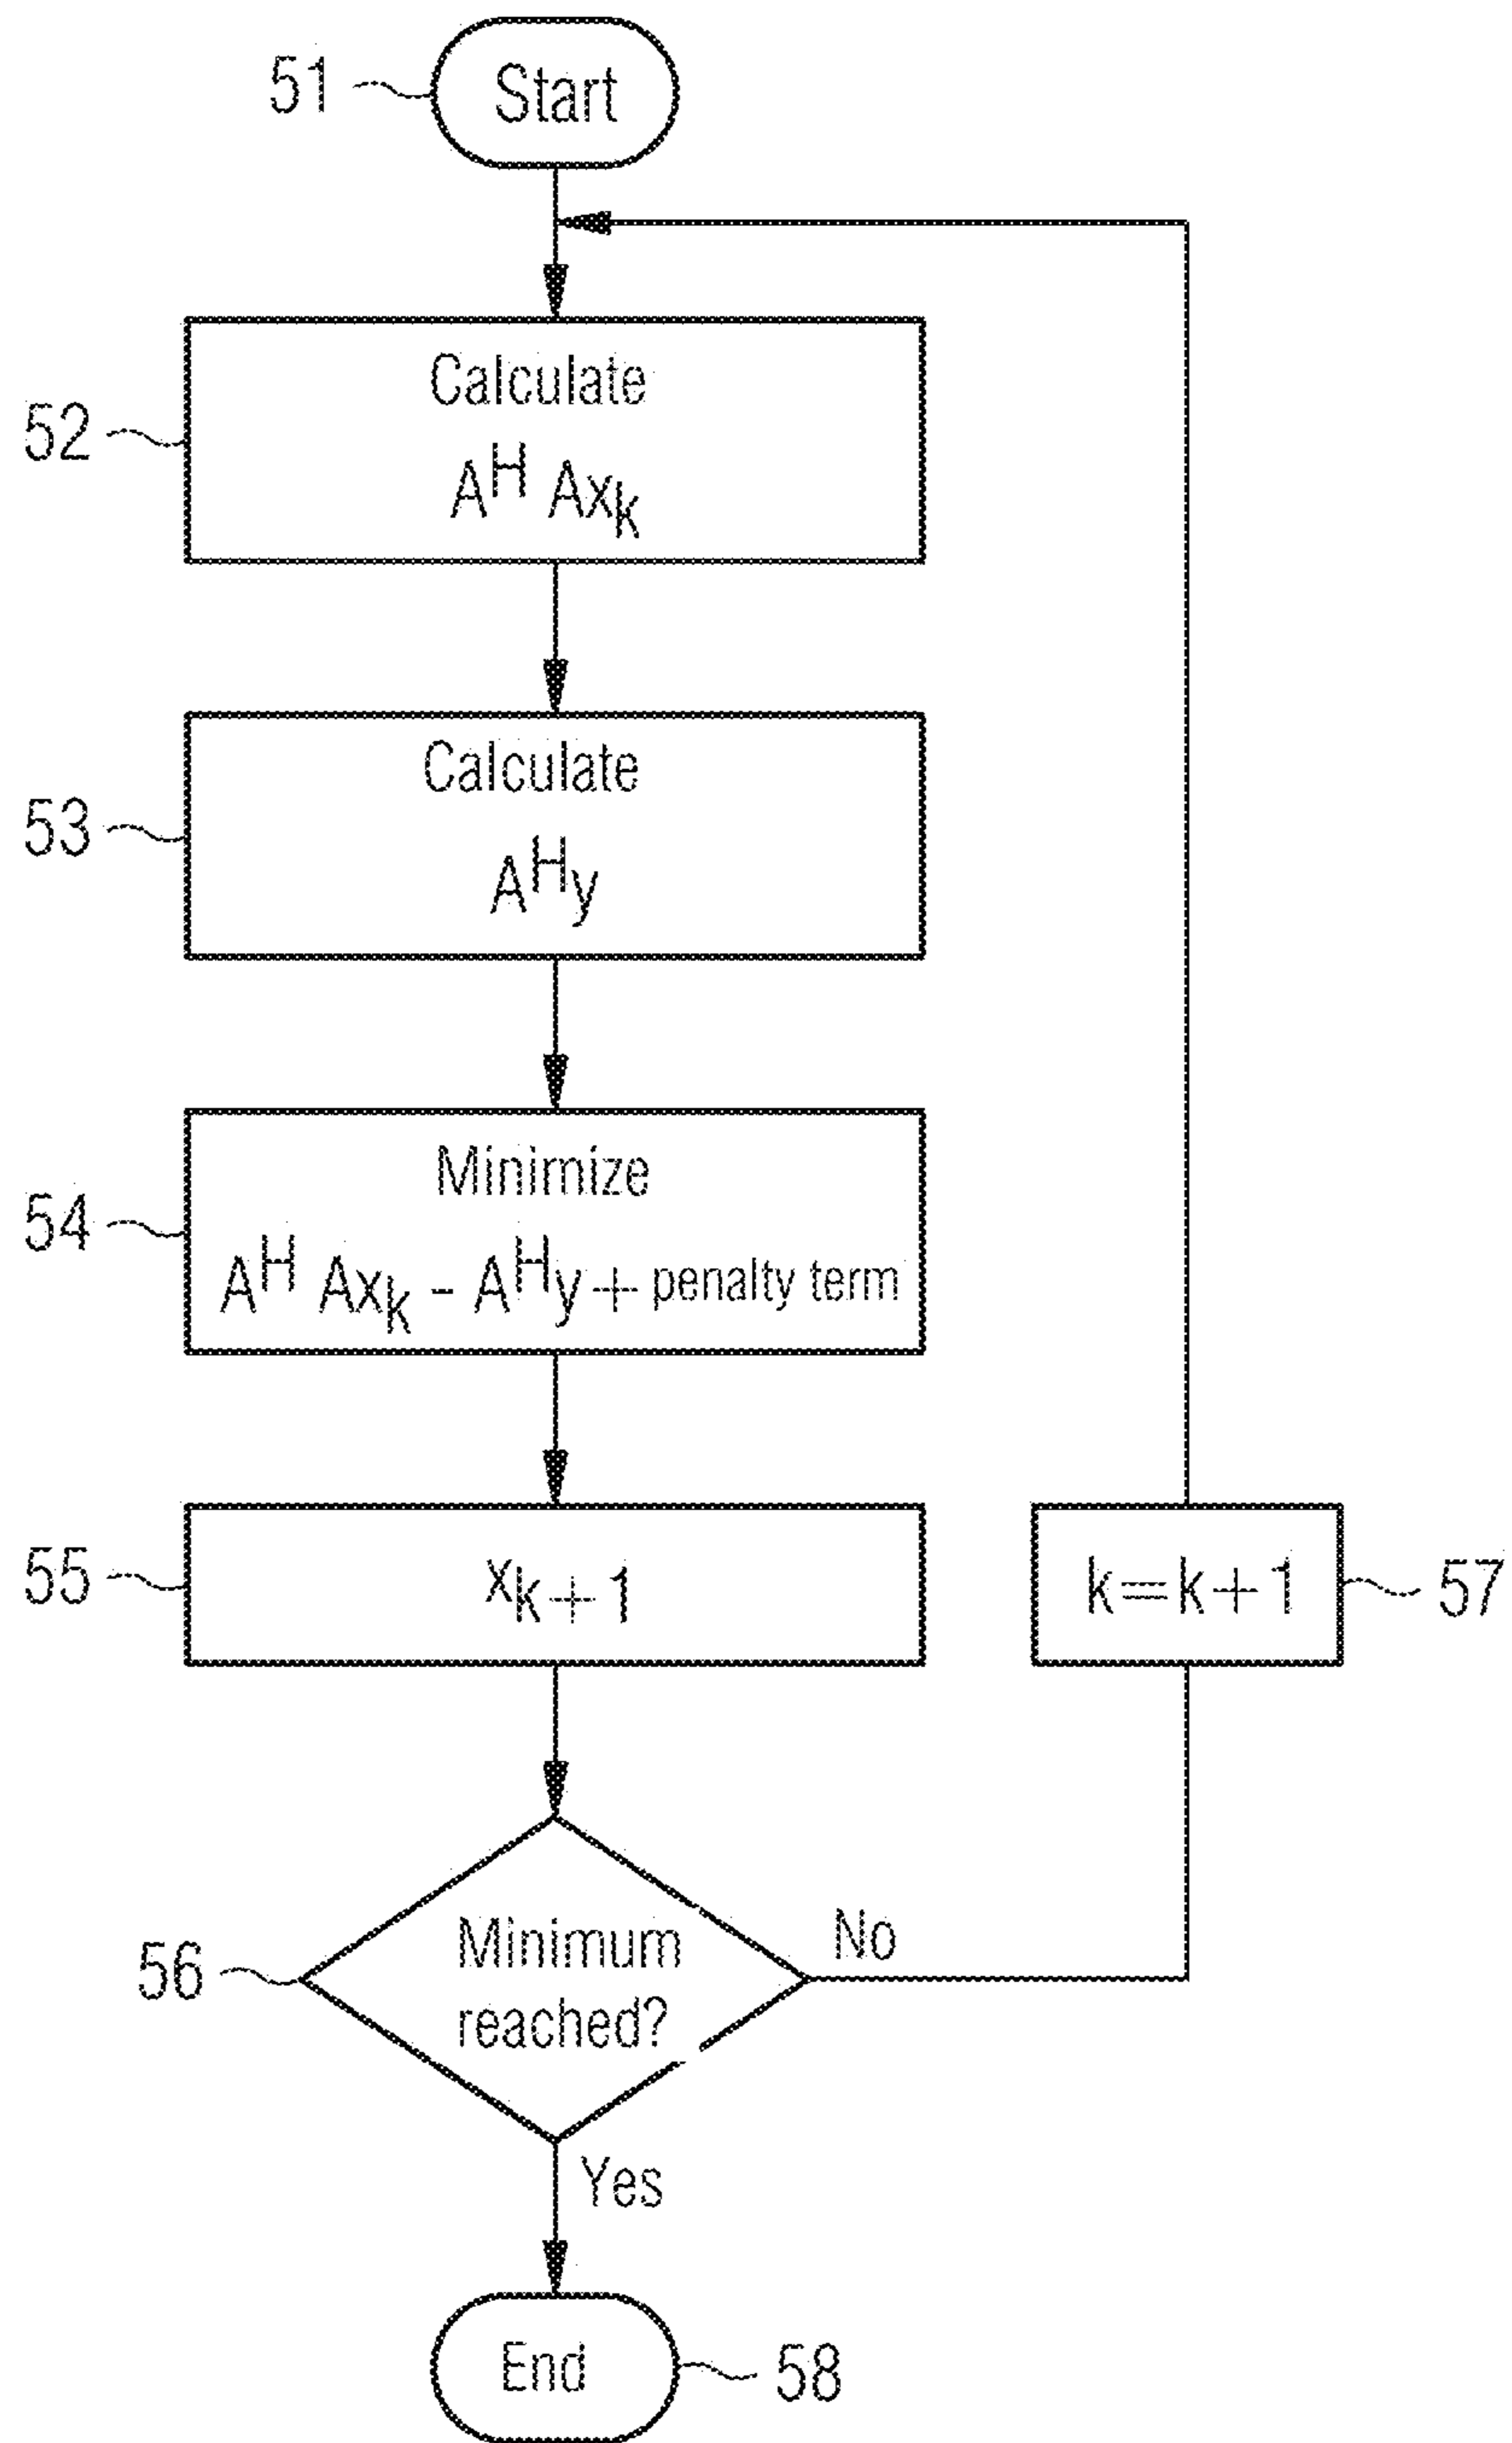 51
Start
52
Calculate
A^H Ax_k
53
Calculate
A^H y
54
Minimize
A^H Ax_k - A^H y + penalty term
55
x_k+1
k=k+1
57
56
Minimum
reached?
No
Yes
End
58